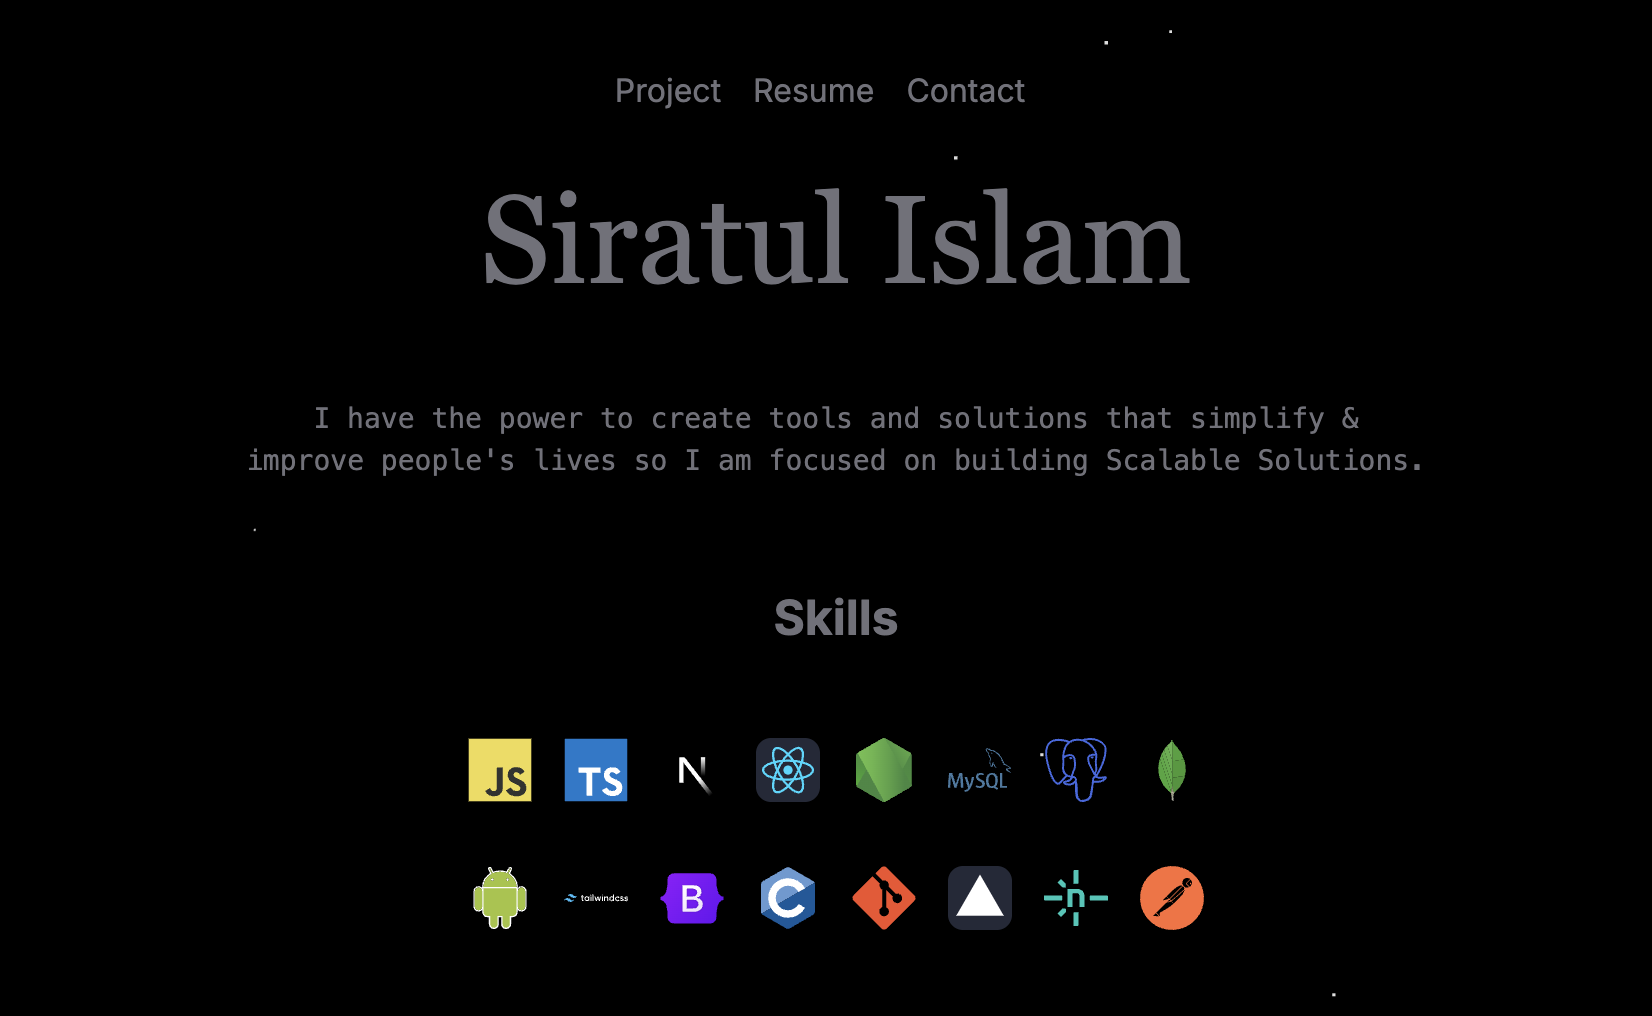 Project Resume Contact
Siratul Islam
I have the power to create tools and solutions that simplify &
improve people's lives so I am focused on building Scalable Solutions.
Skills
JS TS N MySQL
tailwindcss B C n